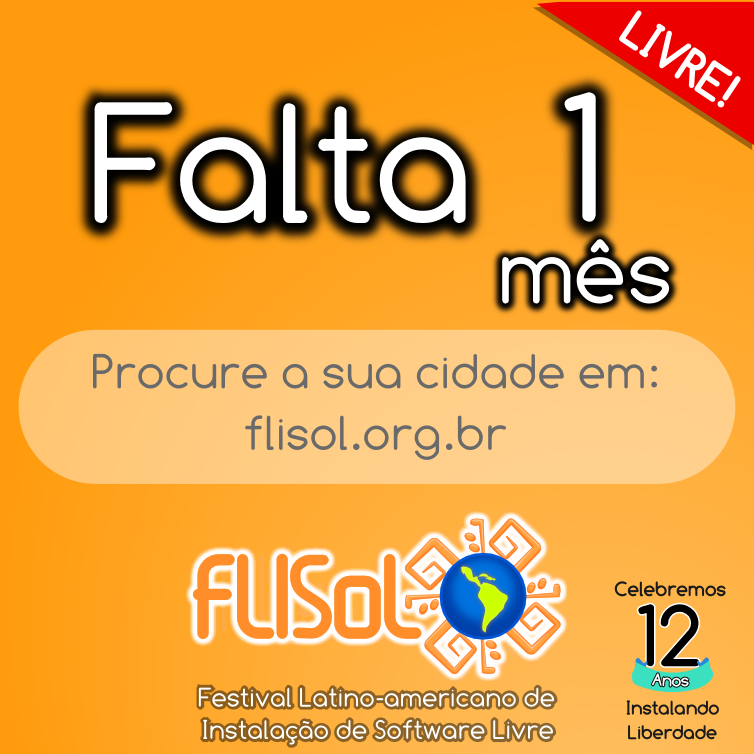 LIVRE!
Falta 1
mês
Procure a sua cidade em:
flisol.org.br
FLISoL
Festival Latino-americano de
Instalação de Software Livre
Celebremos
12
Anos
Instalando
Liberdade